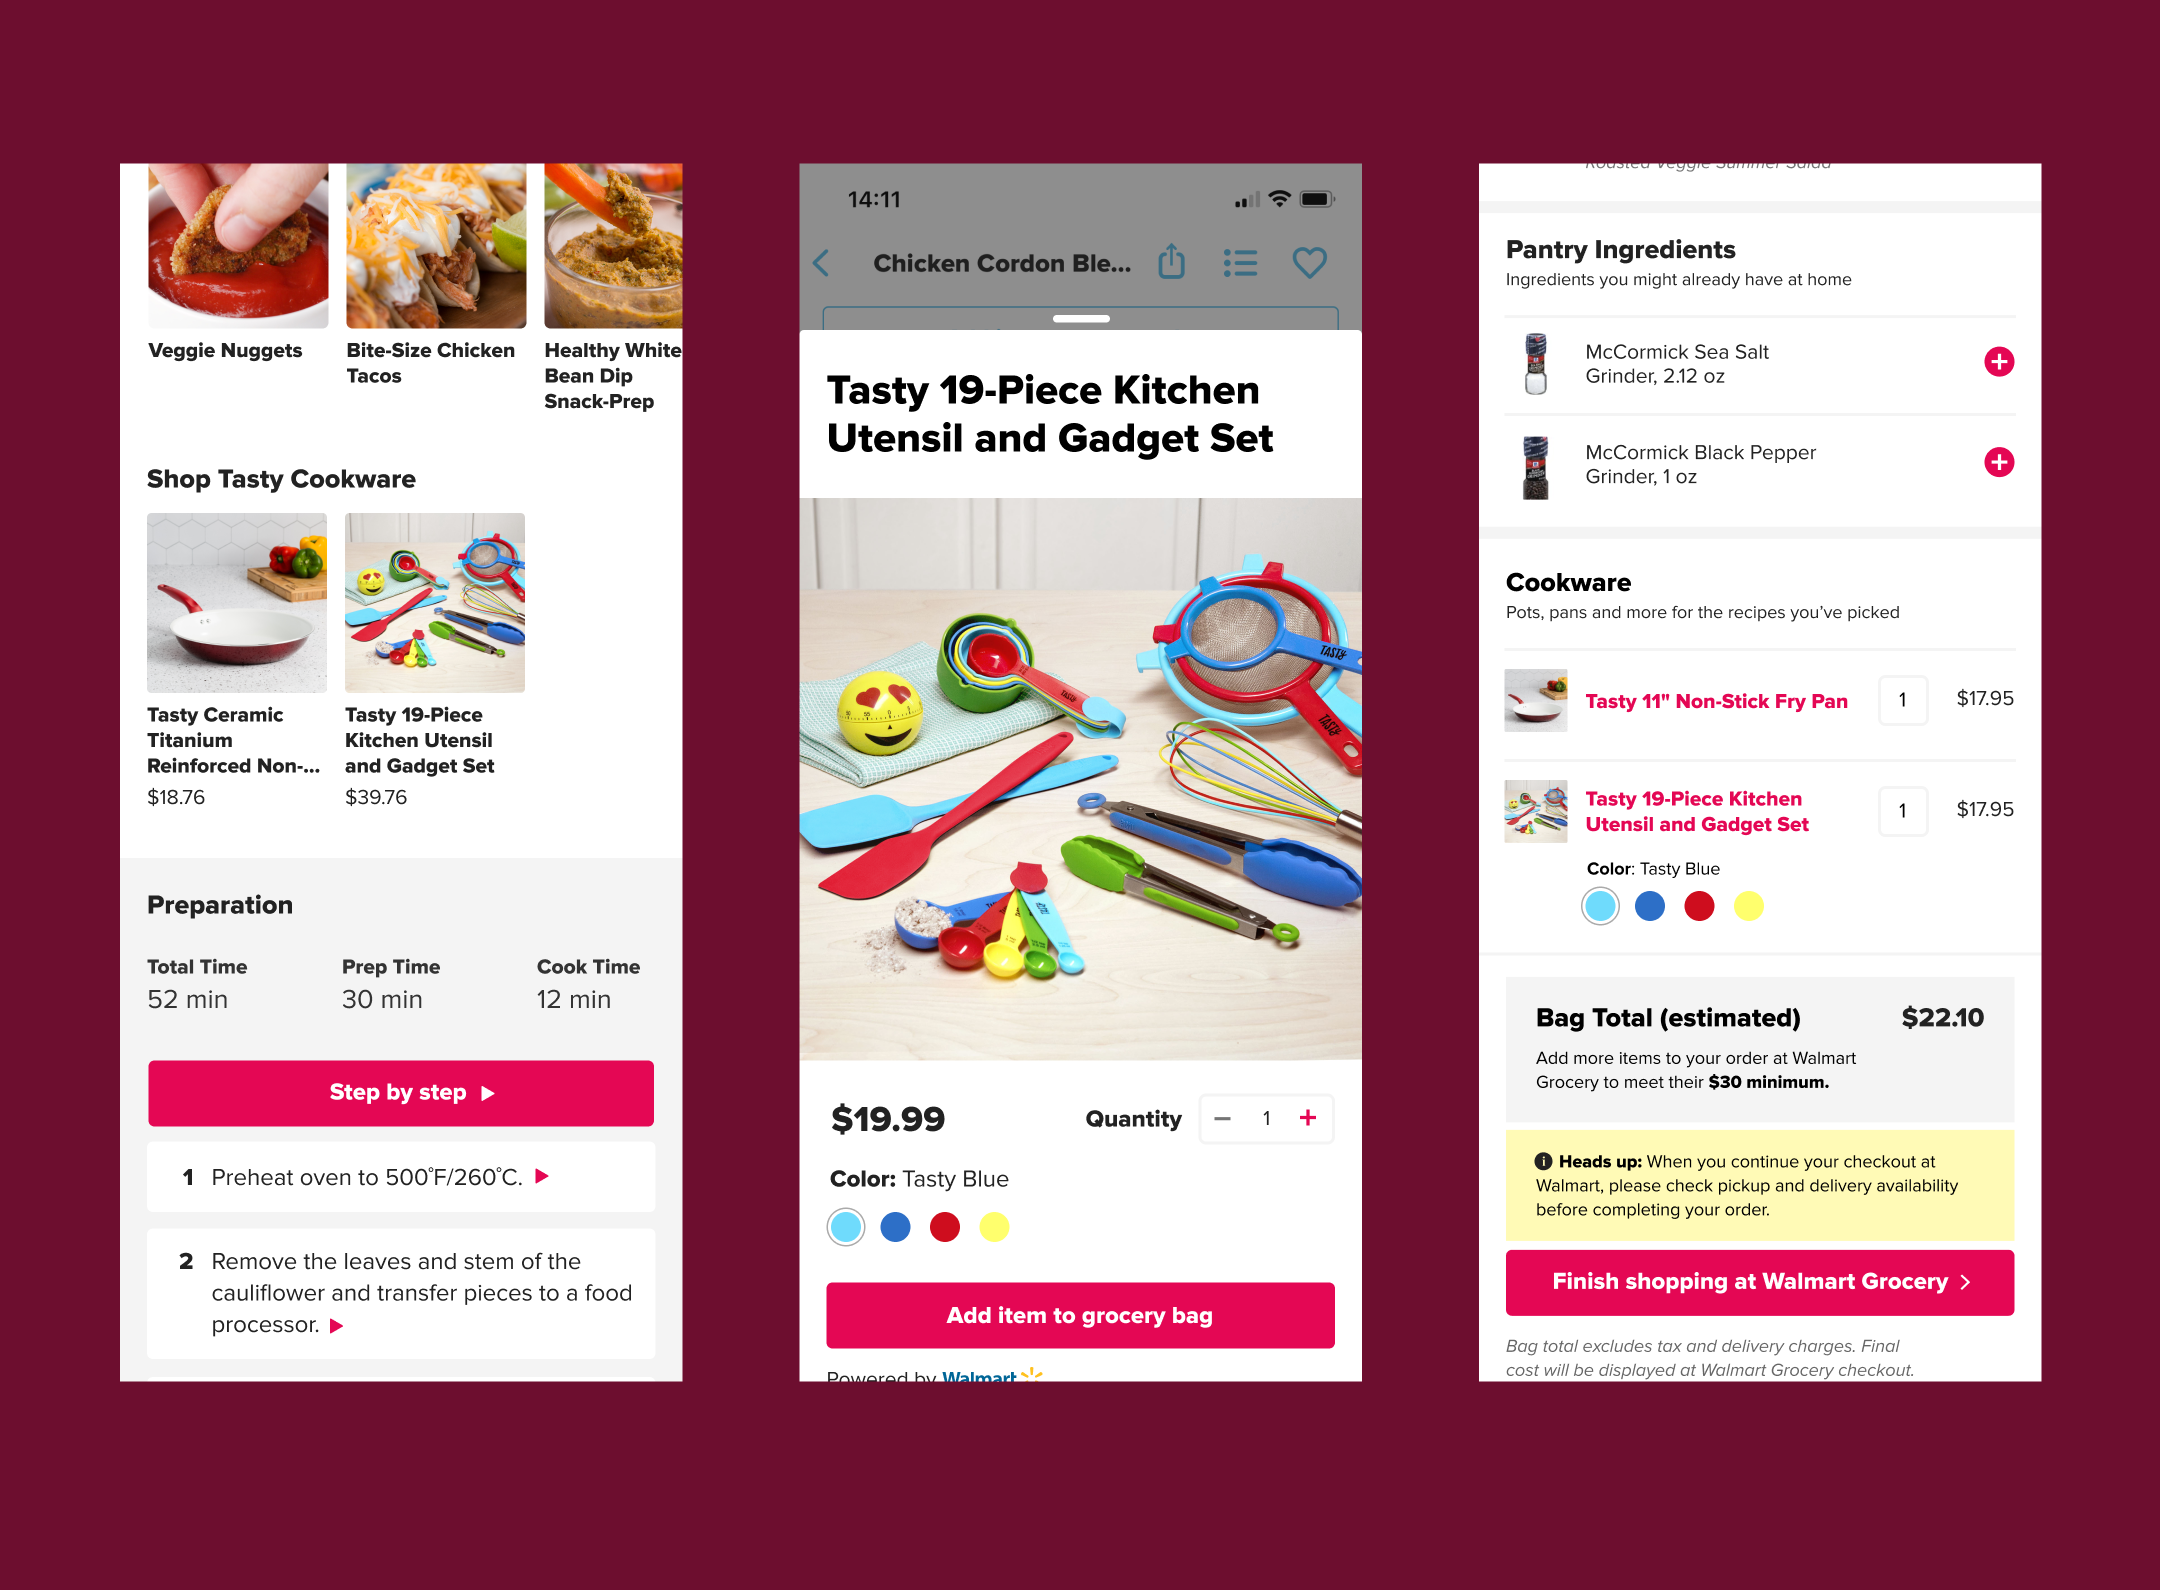 Veggie Nuggets
Bite-Size Chicken
Tacos
Healthy White
Bean Dip
Snack-Prep
Shop Tasty Cookware
Tasty Ceramic
Titanium
Reinforced Non-...
$18.76
Tasty 19-Piece
Kitchen Utensil
and Gadget Set
$39.76
Preparation
Total Time
52 min
Prep Time
30 min
Cook Time
12 min
Step by step
1 Preheat oven to 500°F/260°C.
2 Remove the leaves and stem of the
cauliflower and transfer pieces to a food
processor.
14:11
Chicken Cordon Ble...
Tasty 19-Piece Kitchen
Utensil and Gadget Set
TASTY
TASTY
TASTY
$19.99
Quantity
− 1 +
Color: Tasty Blue
Add item to grocery bag
Powered by Walmart
Roasted Veggie Summer Salad
Pantry Ingredients
Ingredients you might already have at home
McCormick Sea Salt
Grinder, 2.12 oz
McCormick Black Pepper
Grinder, 1 oz
Cookware
Pots, pans and more for the recipes you've picked
Tasty 11" Non-Stick Fry Pan
1
$17.95
Tasty 19-Piece Kitchen
Utensil and Gadget Set
1
$17.95
Color: Tasty Blue
Bag Total (estimated)
$22.10
Add more items to your order at Walmart
Grocery to meet their $30 minimum.
Heads up: When you continue your checkout at
Walmart, please check pickup and delivery availability
before completing your order.
Finish shopping at Walmart Grocery
Bag total excludes tax and delivery charges. Final
cost will be displayed at Walmart Grocery checkout.